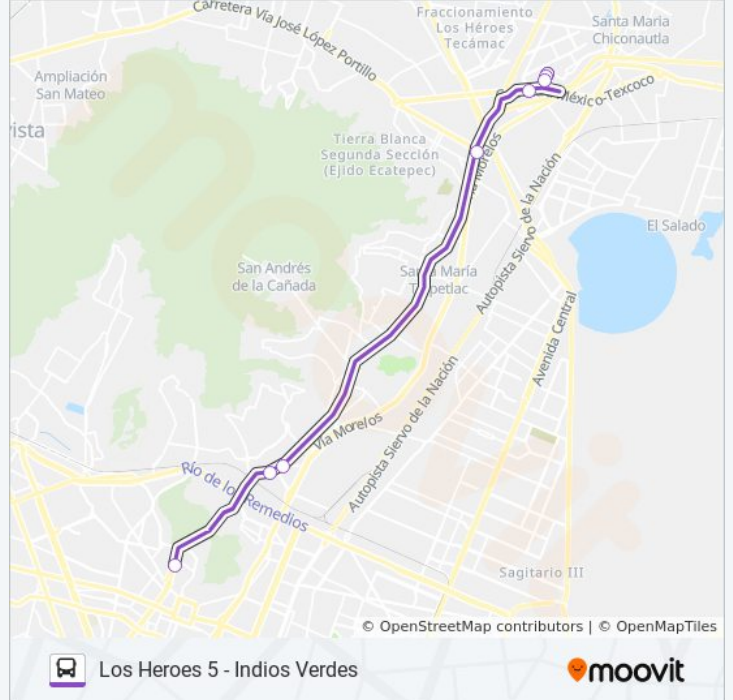 Carretera Vía José López Portillo
Fraccionamiento
Los Héroes
Tecámac
Santa María
Chiconautla
Ampliación
San Mateo
México-Texcoco
vista
Tierra Blanca
Segunda Sección
(Ejido Ecatepec)
Morelos
Autopista Siervo de la Nación
El Salado
San Andrés
de la Cañada
María
Avenida Central
Vía Morelos
Autopista Siervo de la Nación
Río de los Remedios
Sagitario III
© OpenStreetMap contributors | © OpenMapTiles
Los Heroes 5 - Indios Verdes
moovit